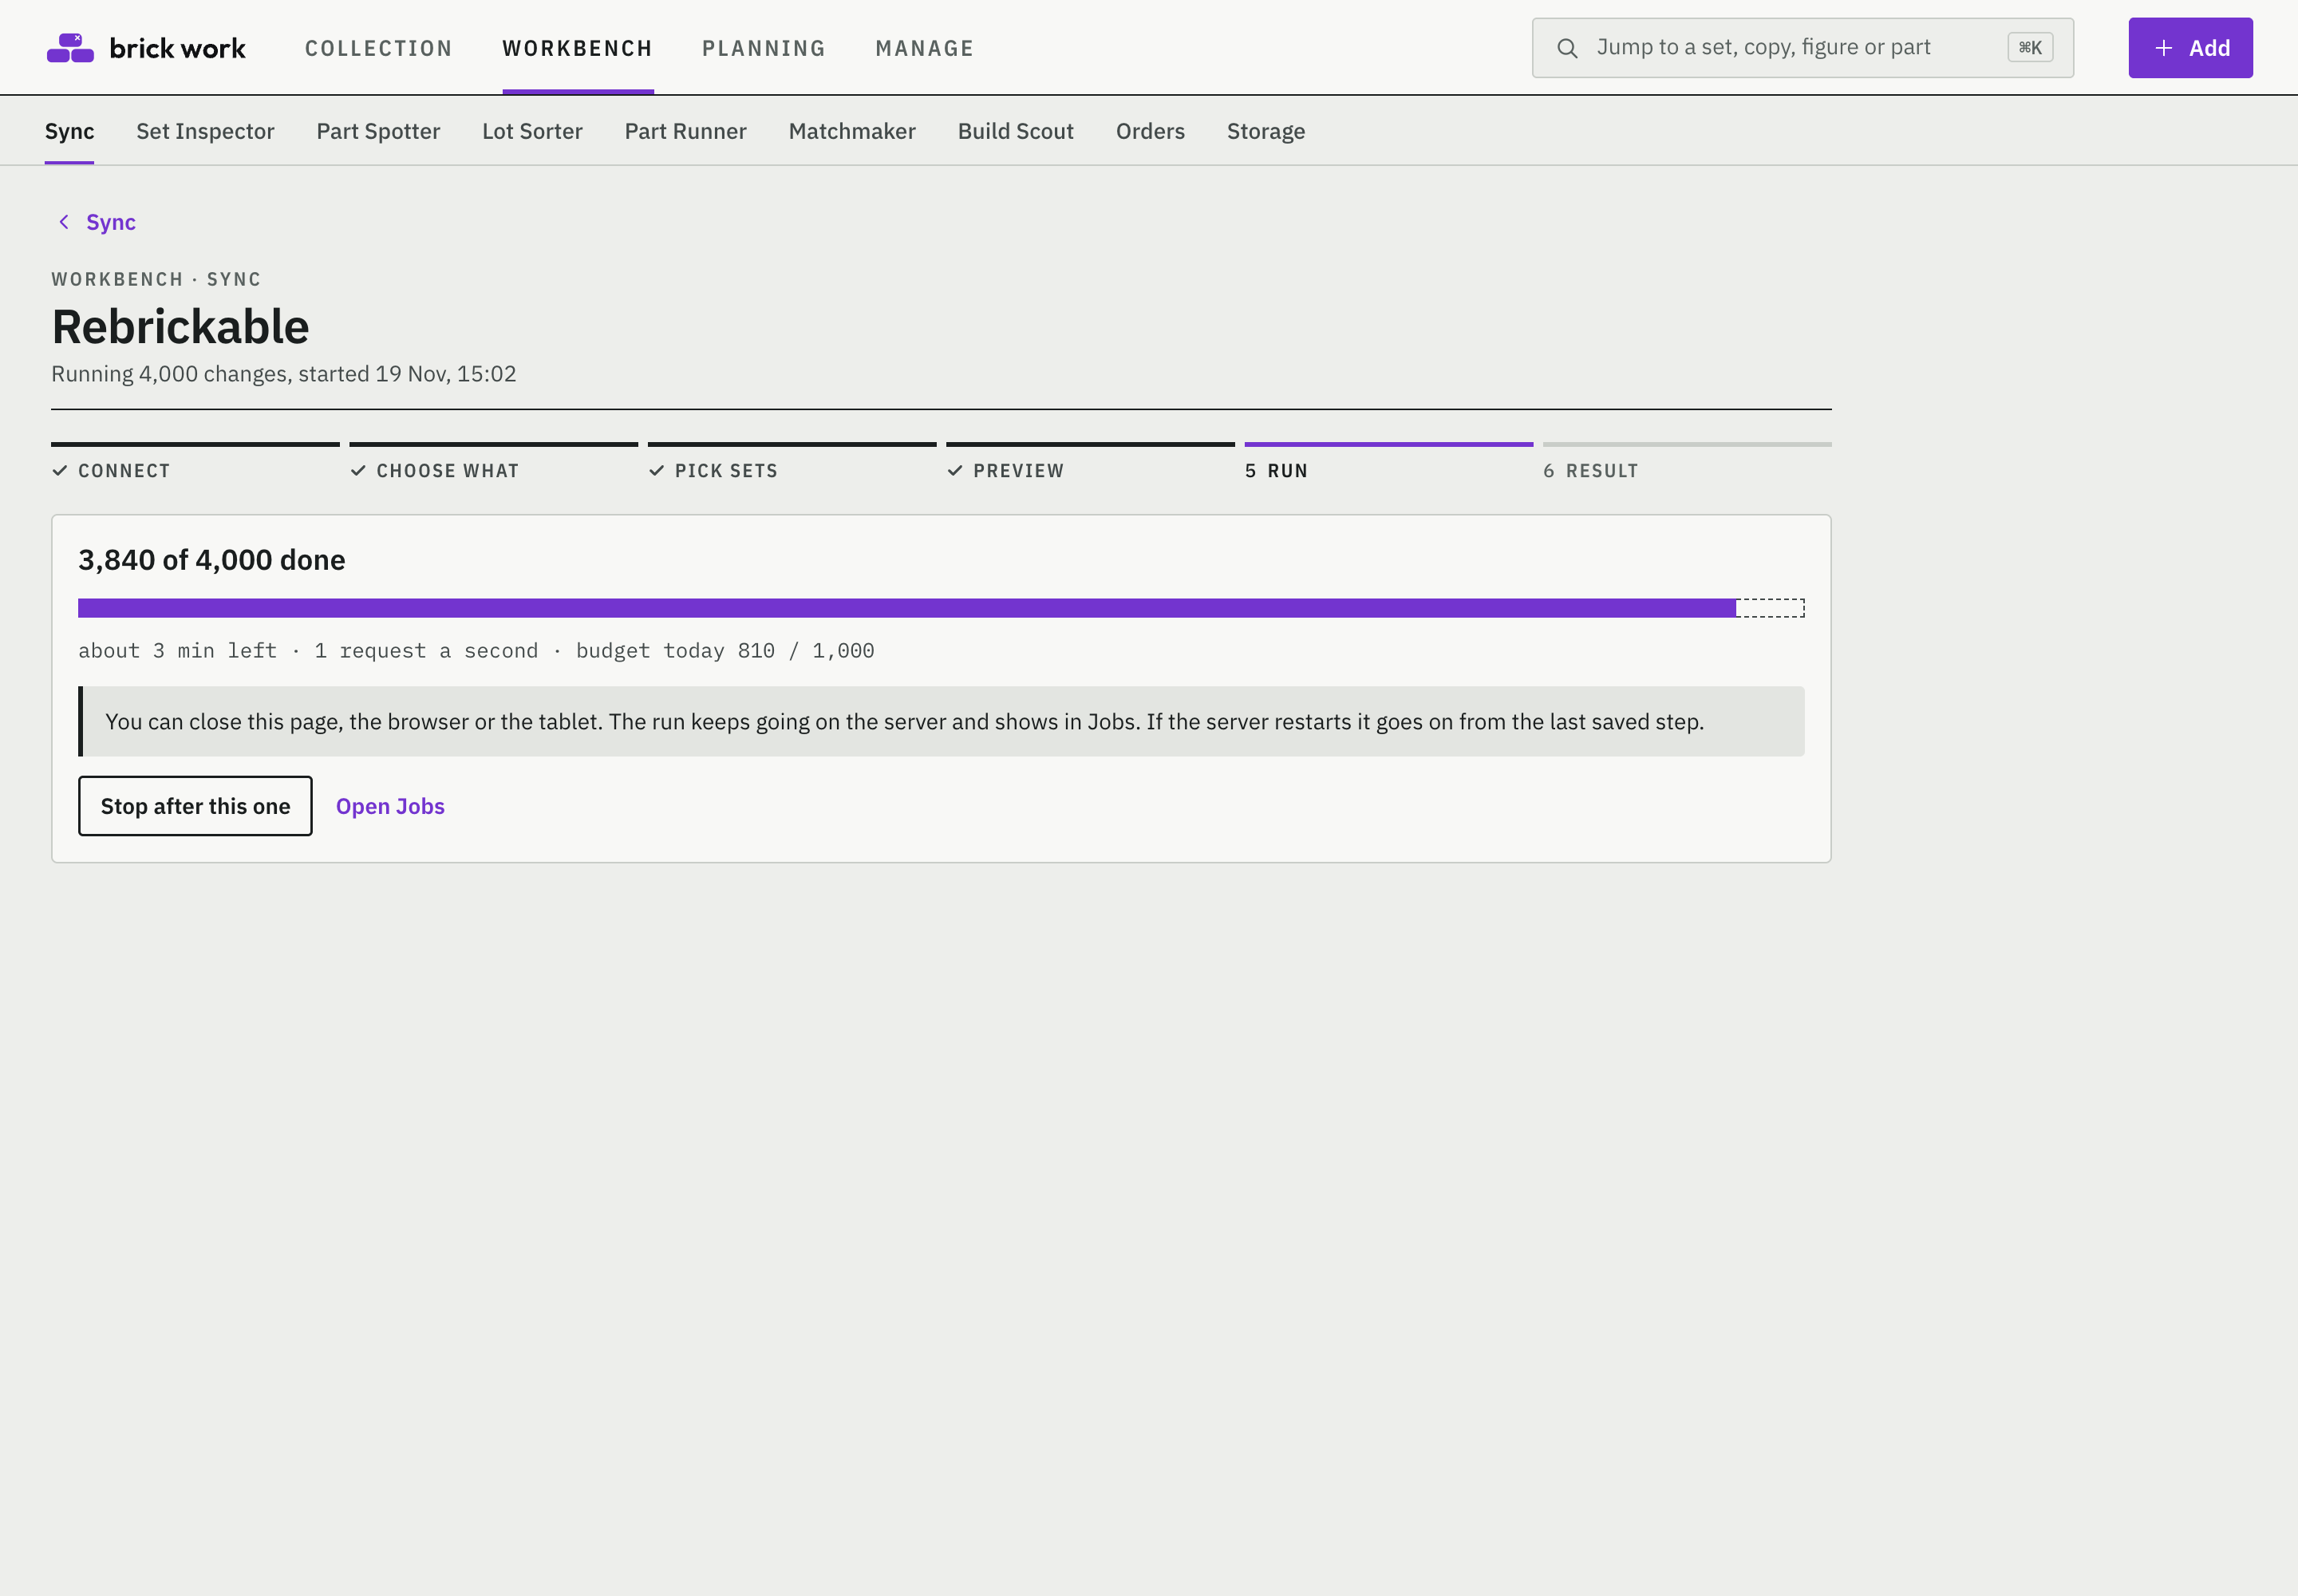 brick work
COLLECTION
WORKBENCH
PLANNING
MANAGE
Jump to a set, copy, figure or part
⌘K
Add
Sync
Set Inspector
Part Spotter
Lot Sorter
Part Runner
Matchmaker
Build Scout
Orders
Storage
Sync
WORKBENCH · SYNC
Rebrickable
Running 4,000 changes, started 19 Nov, 15:02
CONNECT
CHOOSE WHAT
PICK SETS
PREVIEW
5 RUN
6 RESULT
3,840 of 4,000 done
about 3 min left · 1 request a second · budget today 810 / 1,000
You can close this page, the browser or the tablet. The run keeps going on the server and shows in Jobs. If the server restarts it goes on from the last saved step.
Stop after this one
Open Jobs